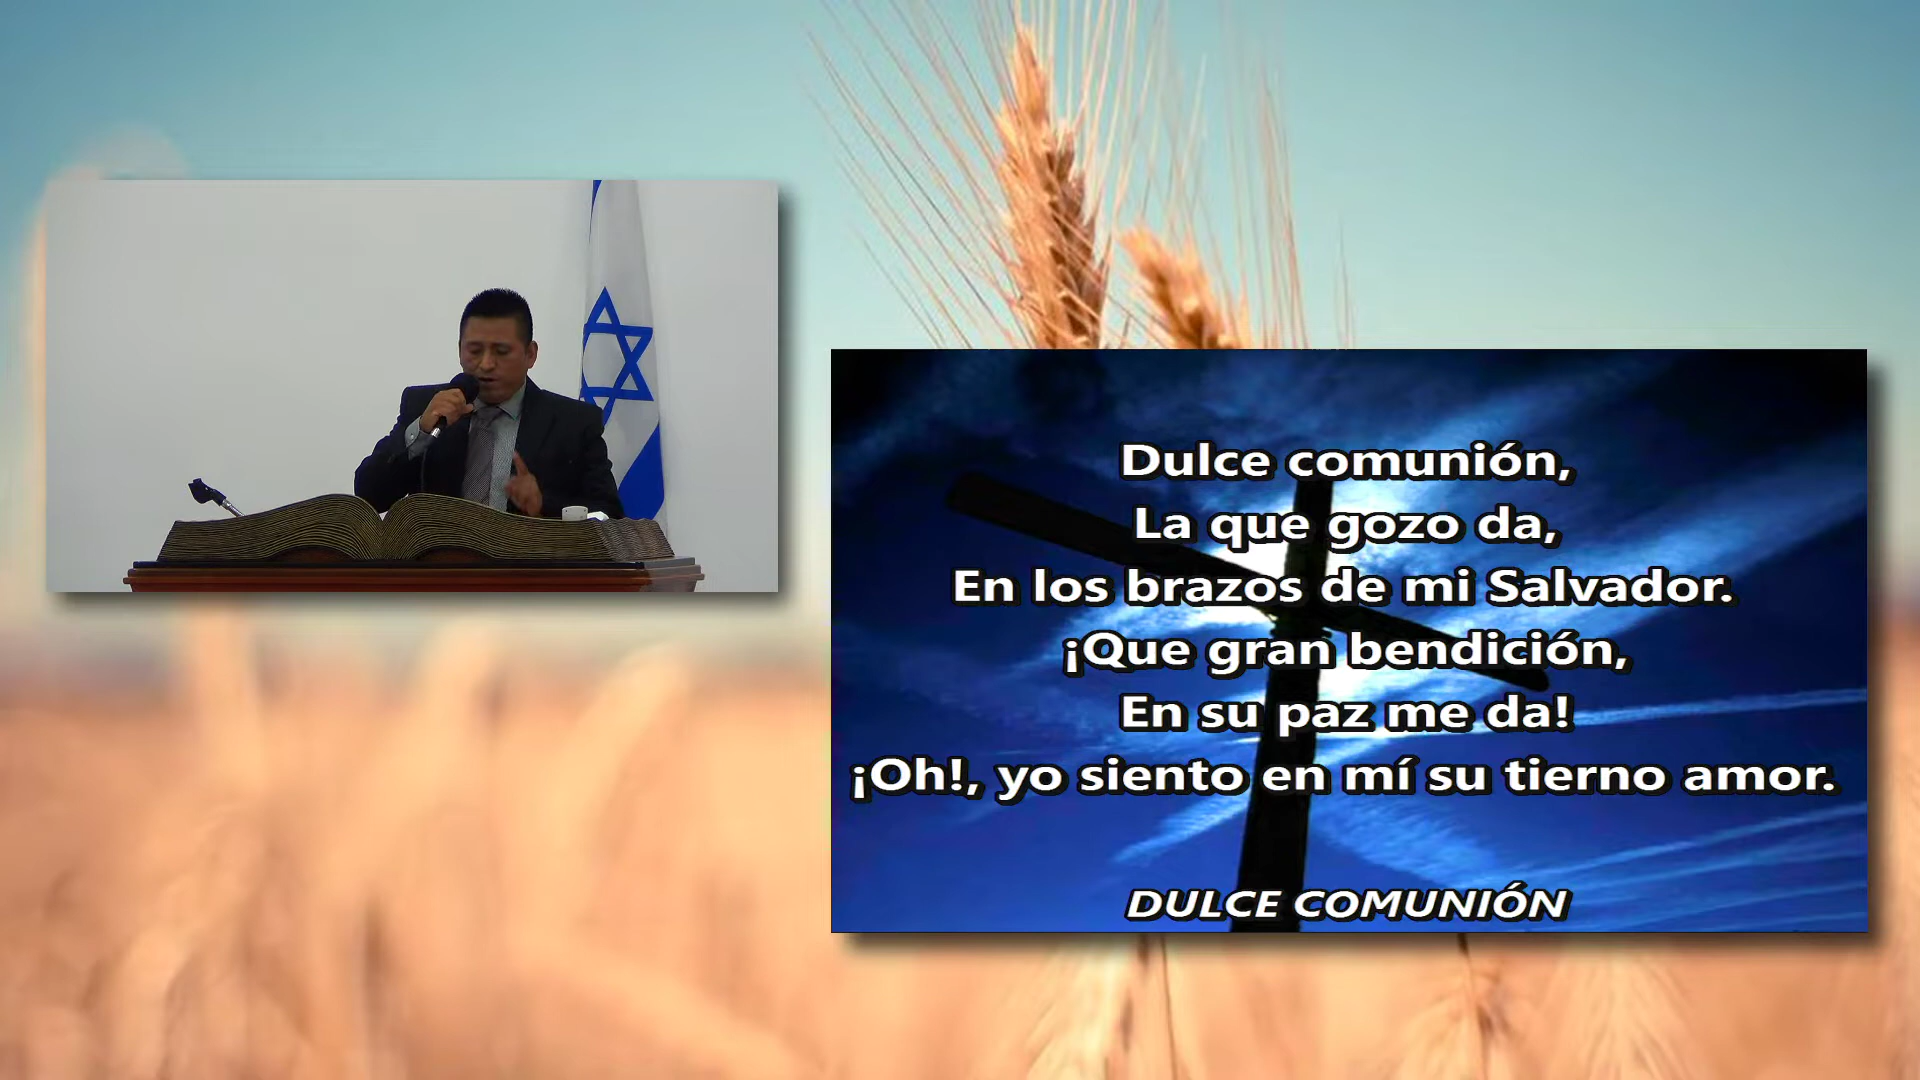 Dulce comunión,
La que gozo da,
En los brazos de mi Salvador.
¡Que gran bendición,
En su paz me da!
¡Oh!, yo siento en mí su tierno amor.
DULCE COMUNIÓN